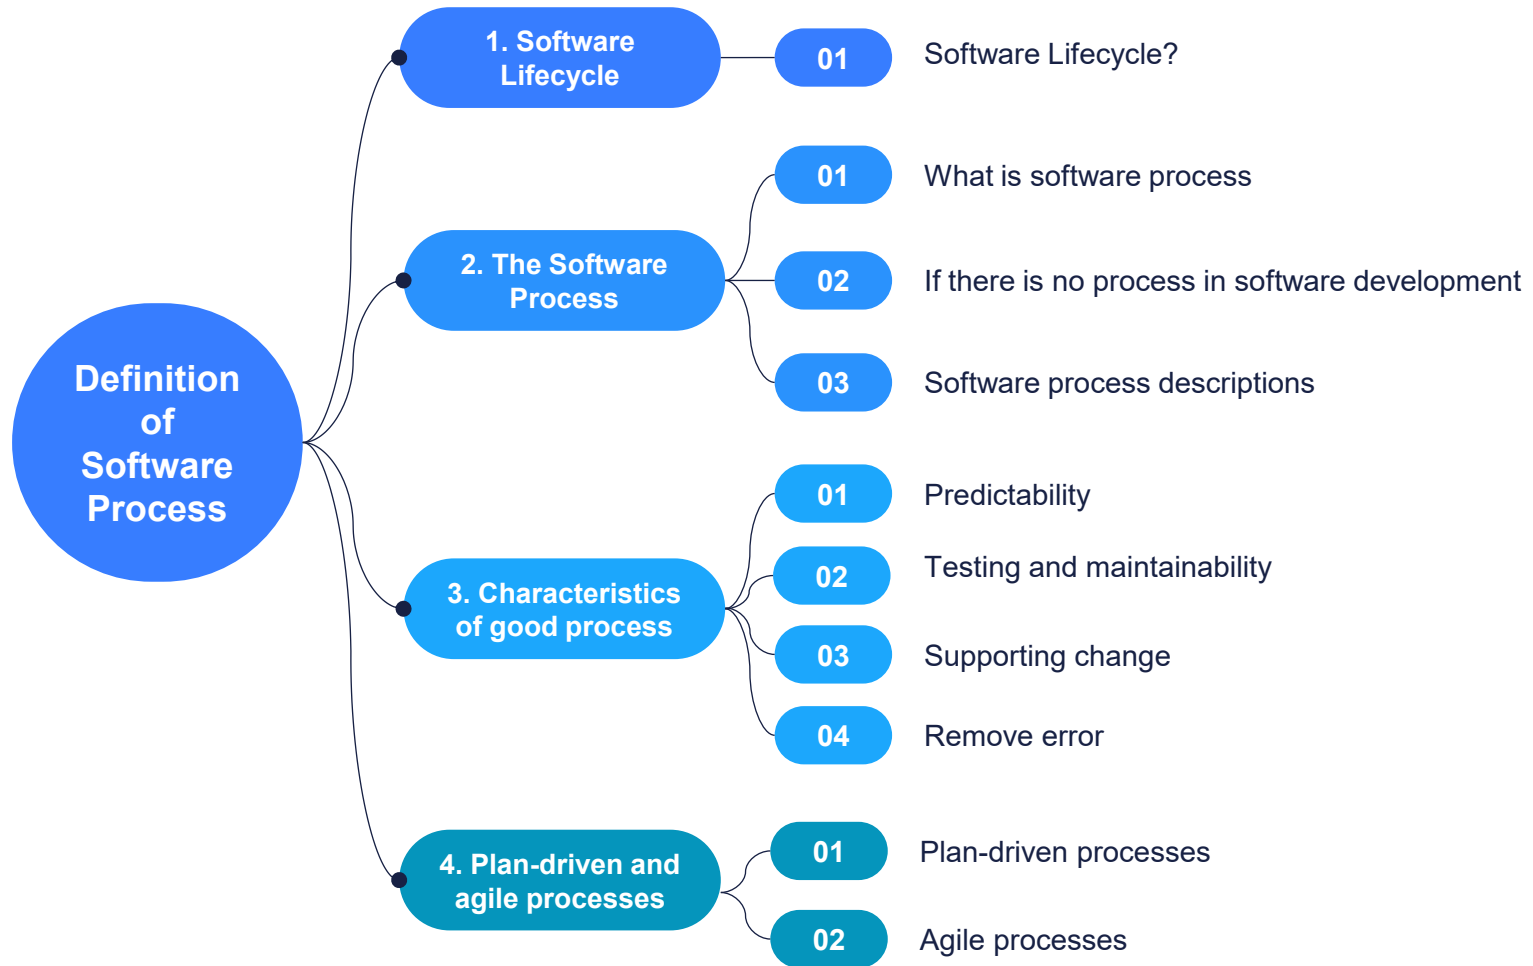 Definition
of
Software
Process
1. Software
Lifecycle
01
Software Lifecycle?
2. The Software
Process
01
What is software process
02
If there is no process in software development
03
Software process descriptions
3. Characteristics
of good process
01
Predictability
02
Testing and maintainability
03
Supporting change
04
Remove error
4. Plan-driven and
agile processes
01
Plan-driven processes
02
Agile processes